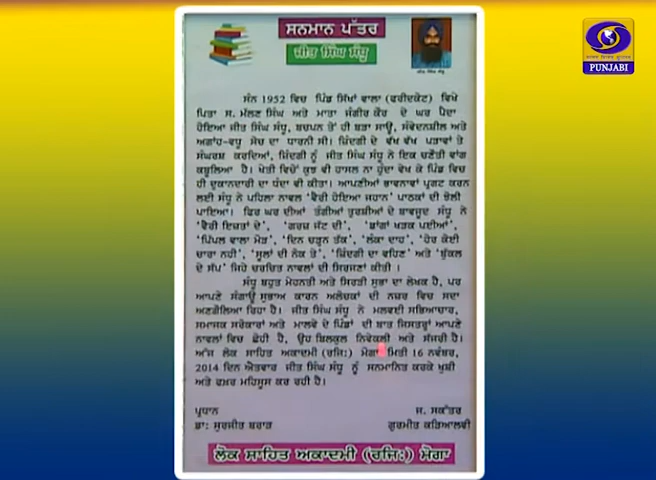 ਸਨਮਾਨ ਪੱਤਰ
ਜੀਤ ਸਿੰਘ ਸੰਧੂ
ਜੀਤ ਸਿੰਘ ਸੰਧੂ
PUNJABI
ਸੰਨ 1952 ਵਿਚ ਪਿੰਡ ਸਿੱਖਾਂ ਵਾਲਾ (ਫਰੀਦਕੋਟ) ਵਿਖੇ
ਪਿਤਾ ਸ. ਮੱਲਣ ਸਿੰਘ ਅਤੇ ਮਾਤਾ ਜੰਗੀਰ ਕੌਰ ਦੇ ਘਰ ਪੈਦਾ
ਹੋਇਆ ਜੀਤ ਸਿੰਘ ਸੰਧੂ, ਬਚਪਨ ਤੋਂ ਹੀ ਬੜਾ ਸਾਊ, ਸੰਵੇਦਨਸ਼ੀਲ ਅਤੇ
ਅਗਾਂਹ-ਵਧੂ ਸੋਚ ਦਾ ਧਾਰਨੀ ਸੀ। ਜ਼ਿੰਦਗੀ ਦੇ ਵੱਖ ਵੱਖ ਪੜਾਵਾਂ ਤੇ
ਸੰਘਰਸ਼ ਕਰਦਿਆਂ, ਜ਼ਿੰਦਗੀ ਨੂੰ ਜੀਤ ਸਿੰਘ ਸੰਧੂ ਨੇ ਇਕ ਚਣੌਤੀ ਵਾਂਗ
ਕਬੂਲਿਆ ਹੈ। ਖੇਤੀ ਵਿਚੋਂ ਕੁਝ ਵੀ ਹਾਸਲ ਨਾ ਹੁੰਦਾ ਵੇਖ ਕੇ ਪਿੰਡ ਵਿਚ
ਹੀ ਦੁਕਾਨਦਾਰੀ ਦਾ ਧੰਦਾ ਵੀ ਕੀਤਾ। ਆਪਣੀਆਂ ਭਾਵਨਾਵਾਂ ਪ੍ਰਗਟ ਕਰਨ
ਲਈ ਸੰਧੂ ਨੇ ਪਹਿਲਾ ਨਾਵਲ 'ਵੈਰੀ ਹੋਇਆ ਜਹਾਨ' ਪਾਠਕਾਂ ਦੀ ਝੋਲੀ
ਪਾਇਆ। ਫਿਰ ਘਰ ਦੀਆਂ ਤੰਗੀਆਂ ਤੁਰਸ਼ੀਆਂ ਦੇ ਬਾਵਜੂਦ ਸੰਧੂ ਨੇ
'ਵੈਰੀ ਇਜ਼ਤਾਂ ਦੇ', 'ਗਰਜ਼ ਜੱਟ ਦੀ', 'ਡਾਂਗਾਂ ਖੜਕ ਪਈਆਂ',
'ਪਿੱਪਲ ਵਾਲਾ ਮੋੜ', 'ਦਿਨ ਚੜ੍ਹਨ ਤੱਕ', 'ਲੰਕਾ ਦਾਹ', 'ਹੋਰ ਕੋਈ
ਚਾਰਾ ਨਹੀਂ', 'ਸੂਲਾਂ ਦੀ ਨੋਕ ਤੇ', 'ਜ਼ਿੰਦਗੀ ਦਾ ਵਹਿਣ' ਅਤੇ 'ਬੁੱਕਲ
ਦੇ ਸੱਪ' ਜਿਹੇ ਚਰਚਿਤ ਨਾਵਲਾਂ ਦੀ ਸਿਰਜਣਾ ਕੀਤੀ ।
ਸੰਧੂ ਬਹੁਤ ਮੇਹਨਤੀ ਅਤੇ ਸਿਰੜੀ ਸੁਭਾ ਦਾ ਲੇਖਕ ਹੈ, ਪਰ
ਆਪਣੇ ਸੰਗਾਊ ਸੁਭਾਅ ਕਾਰਨ ਅਲੋਚਕਾਂ ਦੀ ਨਜ਼ਰ ਵਿਚ ਸਦਾ
ਅਣਗੌਲਿਆ ਰਿਹਾ ਹੈ। ਜੀਤ ਸਿੰਘ ਸੰਧੂ ਨੇ ਮਲਵਈ ਸਭਿਆਚਾਰ,
ਸਮਾਜਕ ਸਰੋਕਾਰਾਂ ਅਤੇ ਮਾਲਵੇ ਦੇ ਪਿੰਡਾਂ ਦੀ ਬਾਤ ਜਿਸਤਰ੍ਹਾਂ ਆਪਣੇ
ਨਾਵਲਾਂ ਵਿਚ ਛੋਹੀ ਹੈ, ਉਹ ਬਿਲਕੁਲ ਨਿਵੇਕਲੀ ਅਤੇ ਸੱਜਰੀ ਹੈ।
ਅੱਜ ਲੋਕ ਸਾਹਿਤ ਅਕਾਦਮੀ (ਰਜਿ:) ਮੋਗਾ ਮਿਤੀ 16 ਨਵੰਬਰ,
2014 ਦਿਨ ਐਤਵਾਰ ਜੀਤ ਸਿੰਘ ਸੰਧੂ ਨੂੰ ਸਨਮਾਨਿਤ ਕਰਕੇ ਖੁਸ਼ੀ
ਅਤੇ ਫਖ਼ਰ ਮਹਿਸੂਸ ਕਰ ਰਹੀ ਹੈ।
ਪ੍ਰਧਾਨ ਜ. ਸਕੱਤਰ
ਡਾ: ਸੁਰਜੀਤ ਬਰਾੜ ਗੁਰਮੀਤ ਕੜਿਆਲਵੀ
ਲੋਕ ਸਾਹਿਤ ਅਕਾਦਮੀ (ਰਜਿ:) ਮੋਗਾ